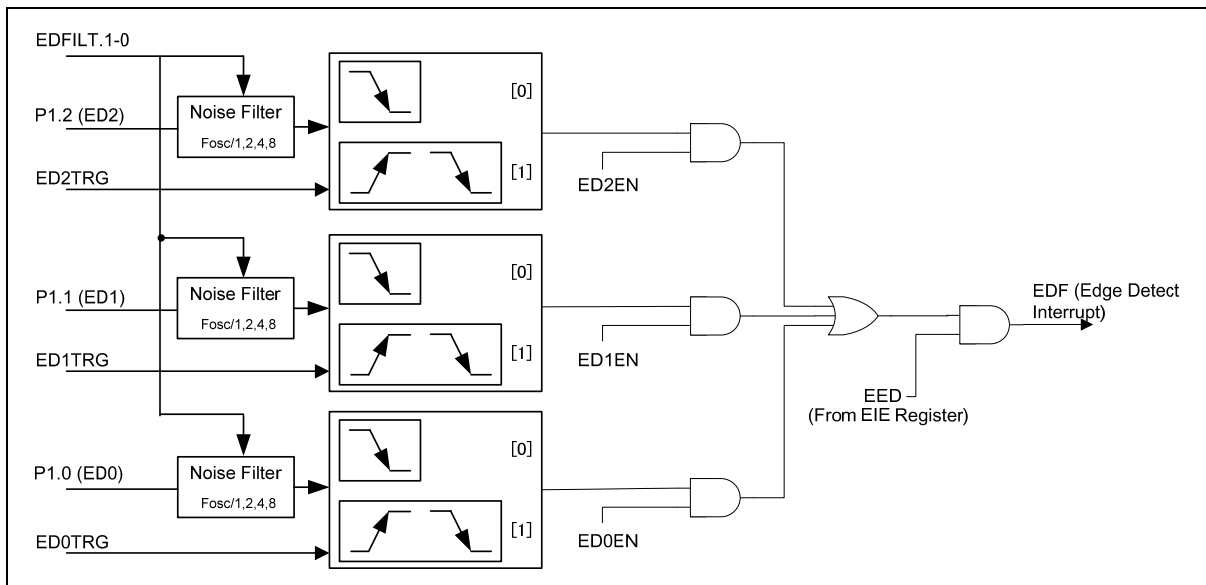 EDFILT.1-0
P1.2 (ED2)
Noise Filter
Fosc/1,2,4,8
[0]
[1]
ED2TRG
ED2EN
P1.1 (ED1)
Noise Filter
Fosc/1,2,4,8
[0]
[1]
ED1TRG
ED1EN
EDF (Edge Detect
Interrupt)
EED
(From EIE Register)
P1.0 (ED0)
Noise Filter
Fosc/1,2,4,8
[0]
[1]
ED0TRG
ED0EN